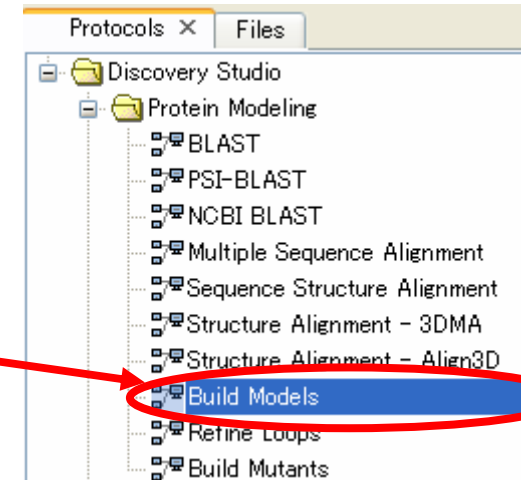 Protocols × Files
Discovery Studio
Protein Modeling
BLAST
PSI-BLAST
NCBI BLAST
Multiple Sequence Alignment
Sequence Structure Alignment
Structure Alignment - 3DMA
Structure Alignment - Align3D
Build Models
Refine Loops
Build Mutants